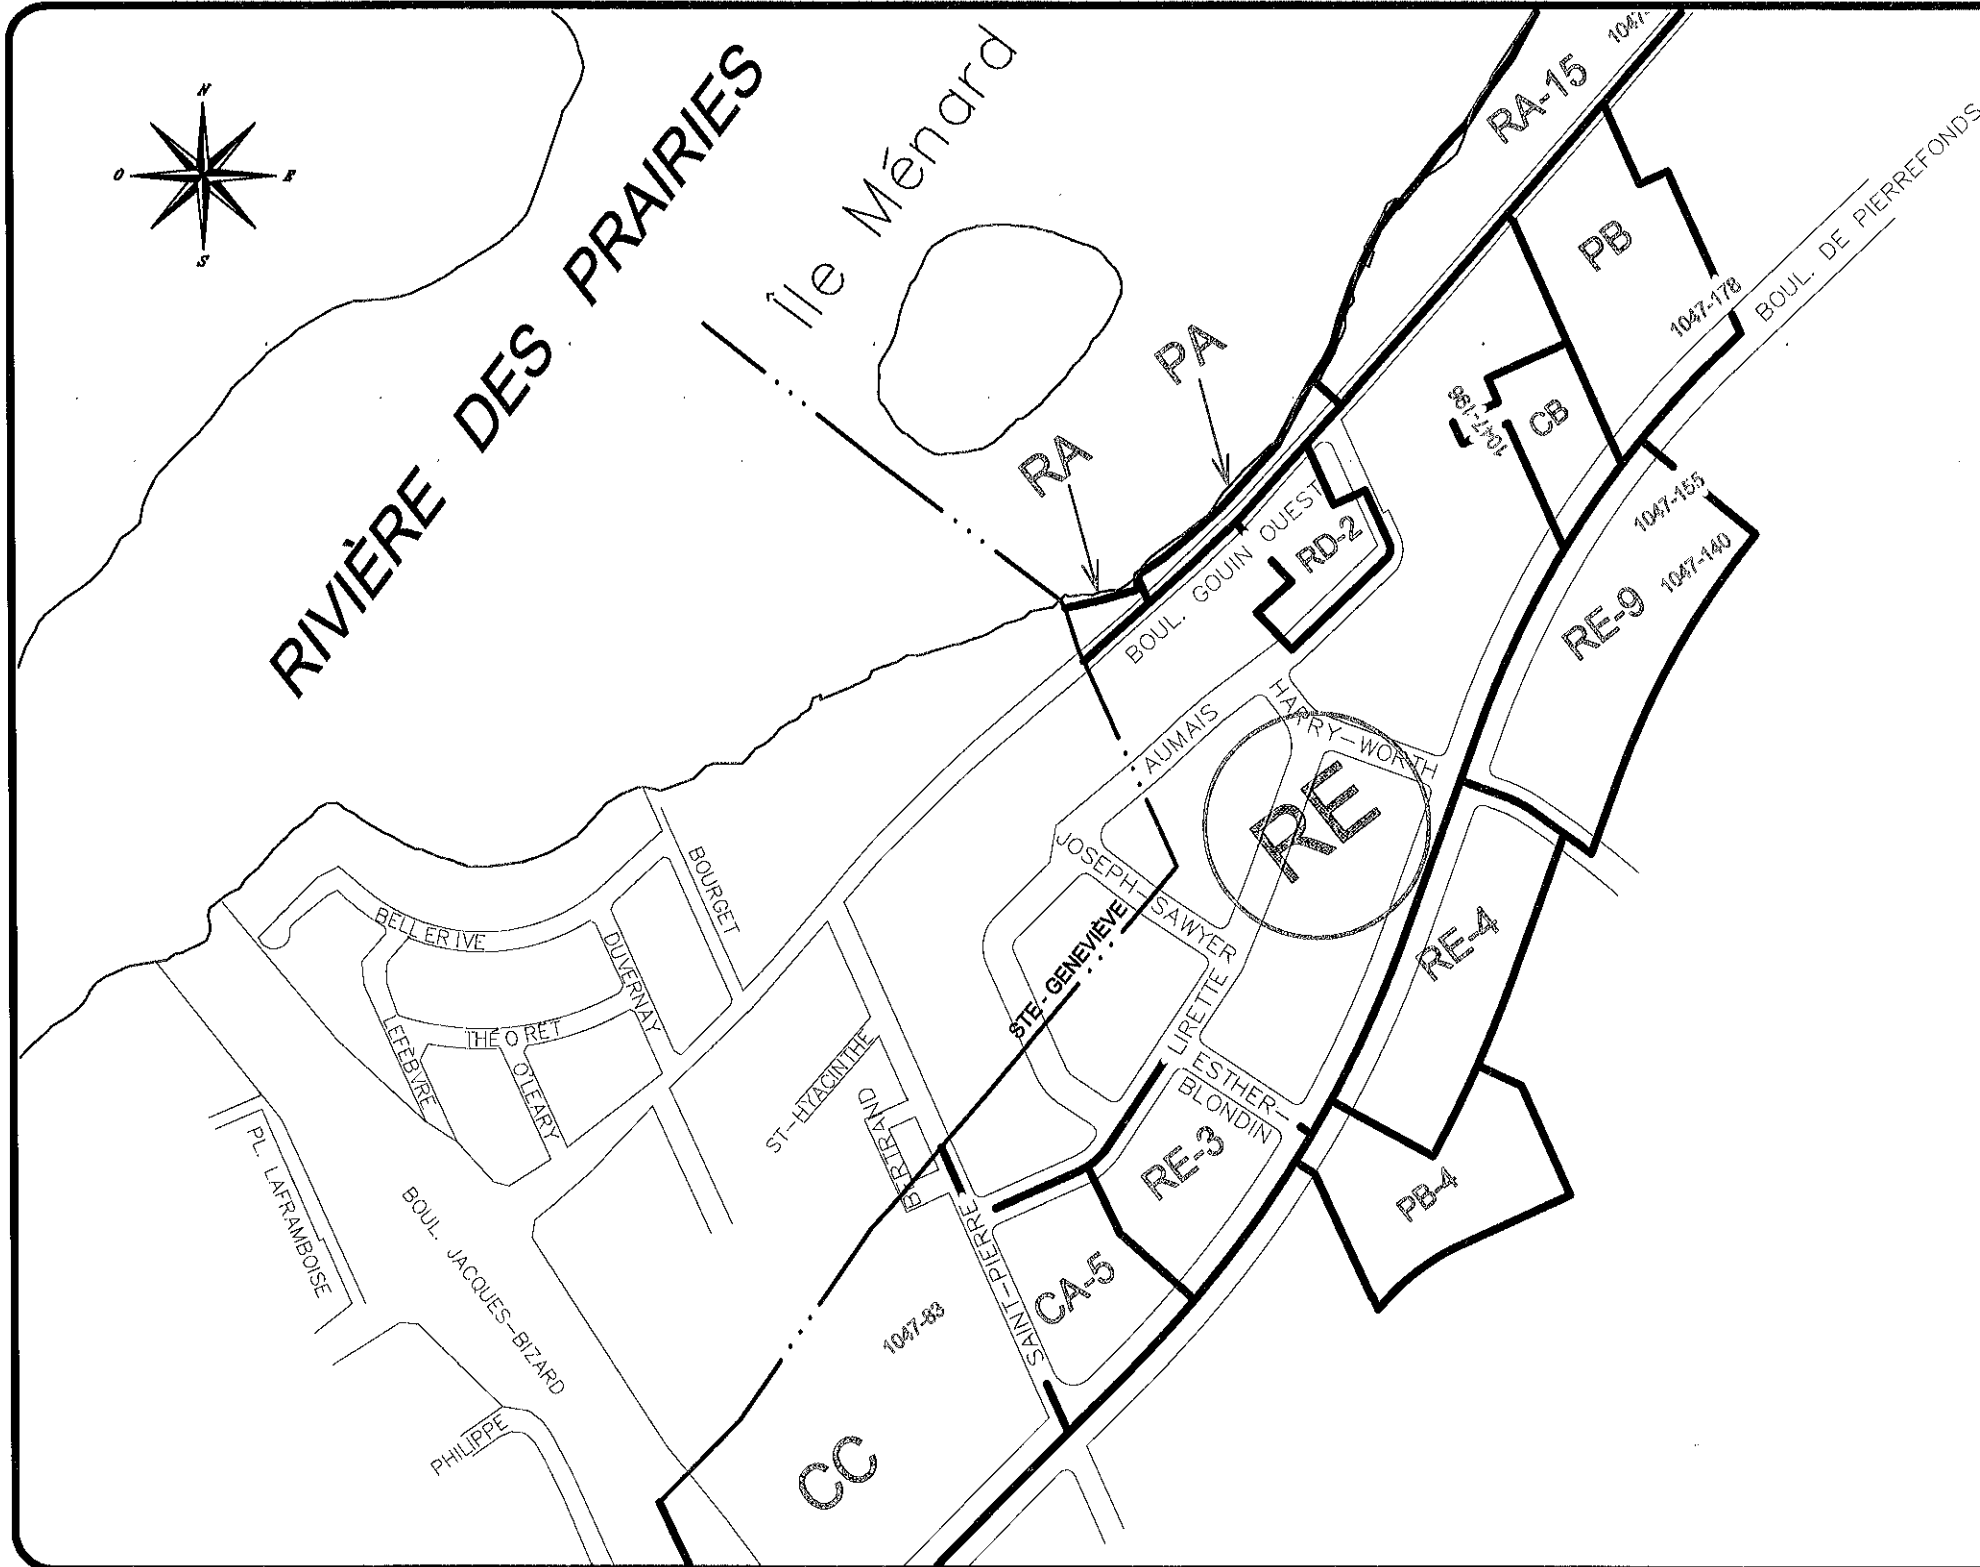 N
O
E
S
RIVIÈRE DES PRAIRIES
Île Ménard
RA-15
PB
1047-178
BOUL. DE PIERREFONDS
PA
RA
CB
BOUL. GOUIN OUEST
RD-2
1047-155
1047-140
RE-9
AUMAIS
HARRY-WORTH
RE
JOSEPH-SAWYER
STE-GENEVIÈVE
LIRETTE
RE-4
BOURGET
BELLERIVE
DUVERNAY
THÉORET
LEFEBVRE
O'LEARY
ST-HYACINTHE
BERTRAND
ESTHER-
BLONDIN
RE-3
PB-4
PL. LAFRAMBOISE
BOUL. JACQUES-BIZARD
SAINT-PIERRE
CA-5
1047-83
PHILIPPE
CC